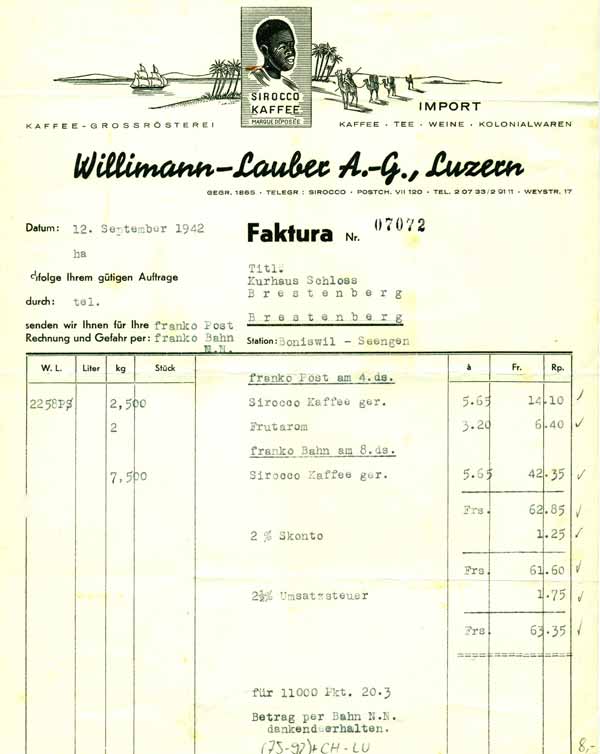 SIROCCO
KAFFEE
MARQUE DÉPOSÉE
IMPORT
KAFFEE-GROSSRÖSTEREI
KAFFEE · TEE · WEINE · KOLONIALWAREN
Willimann-Lauber A.-G., Luzern
GEGR. 1865 · TELEGR.: SIROCCO · POSTCH. VII 120 · TEL. 2 07 33/2 91 11 · WEYSTR. 17
Datum: 12. September 1942
Faktura Nr. 07072
ha
Zufolge Ihrem gütigen Auftrage
durch: tel.
Titl.
Kurhaus Schloss
Brestenberg
Brestenberg
senden wir Ihnen für Ihre franko Post
Rechnung und Gefahr per: franko Bahn
N.N.
Station: Boniswil - Seengen
W. L. Liter kg Stück à Fr. Rp.
franko Post am 4.ds.
2258PS 2,500 Sirocco Kaffee ger. 5.65 14.10
2 Frutarom 3.20 6.40
franko Bahn am 8.ds.
7,500 Sirocco Kaffee ger. 5.65 42.35
Frs. 62.85
2 % Skonto 1.25
Frs. 61.60
2½% Umsatzsteuer 1.75
Frs. 63.35
für 11000 Pkt. 20.3
Betrag per Bahn N.N.
dankend erhalten.
(75-92)+CH-LU
8,-